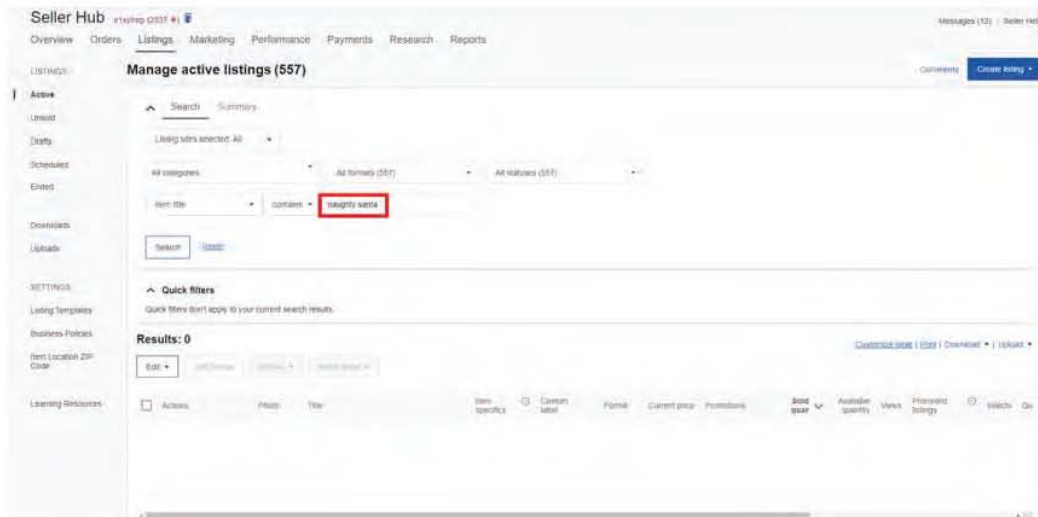 Seller Hub
Messages (12) | Seller Hel
Overview Orders Listings Marketing Performance Payments Research Reports
LISTINGS
Manage active listings (557)
Comments Create listing
Active
Unsold
Drafts
Scheduled
Ended
Downloads
Uploads
SETTINGS
Listing Templates
Business Policies
Item Location ZIP
Code
Learning Resources
Search Summary
Listing sites selected: All
All categories All formats (557) All statuses (557)
Item title contains naughty santa
Search Reset
Quick filters
Quick filters don't apply to your current search results.
Results: 0
Customize table | Print | Download | Upload
Edit
Actions Photo Title Item specifics Custom label Format Current price Promotions Sold quan Available quantity Views Promoted listings Watchers Qu